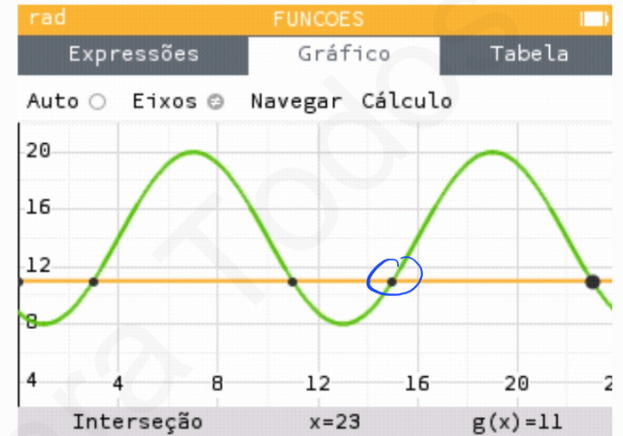 rad FUNCOES
Expressões Gráfico Tabela
Auto Eixos Navegar Cálculo
20
16
12
8
4 4 8 12 16 20 2
Interseção x=23 g(x)=11